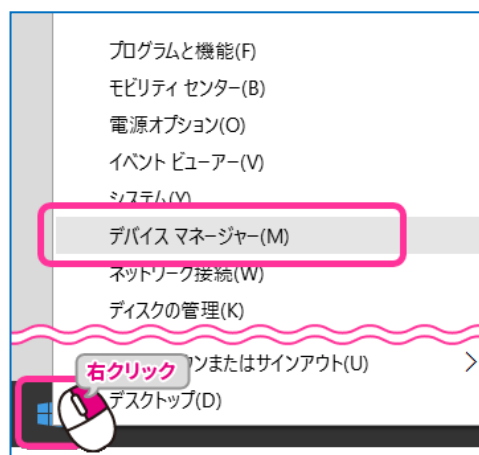 プログラムと機能(F)
モビリティ センター(B)
電源オプション(O)
イベント ビューアー(V)
システム(Y)
デバイス マネージャー(M)
ネットワーク接続(W)
ディスクの管理(K)
ンまたはサインアウト(U)
右クリック
デスクトップ(D)